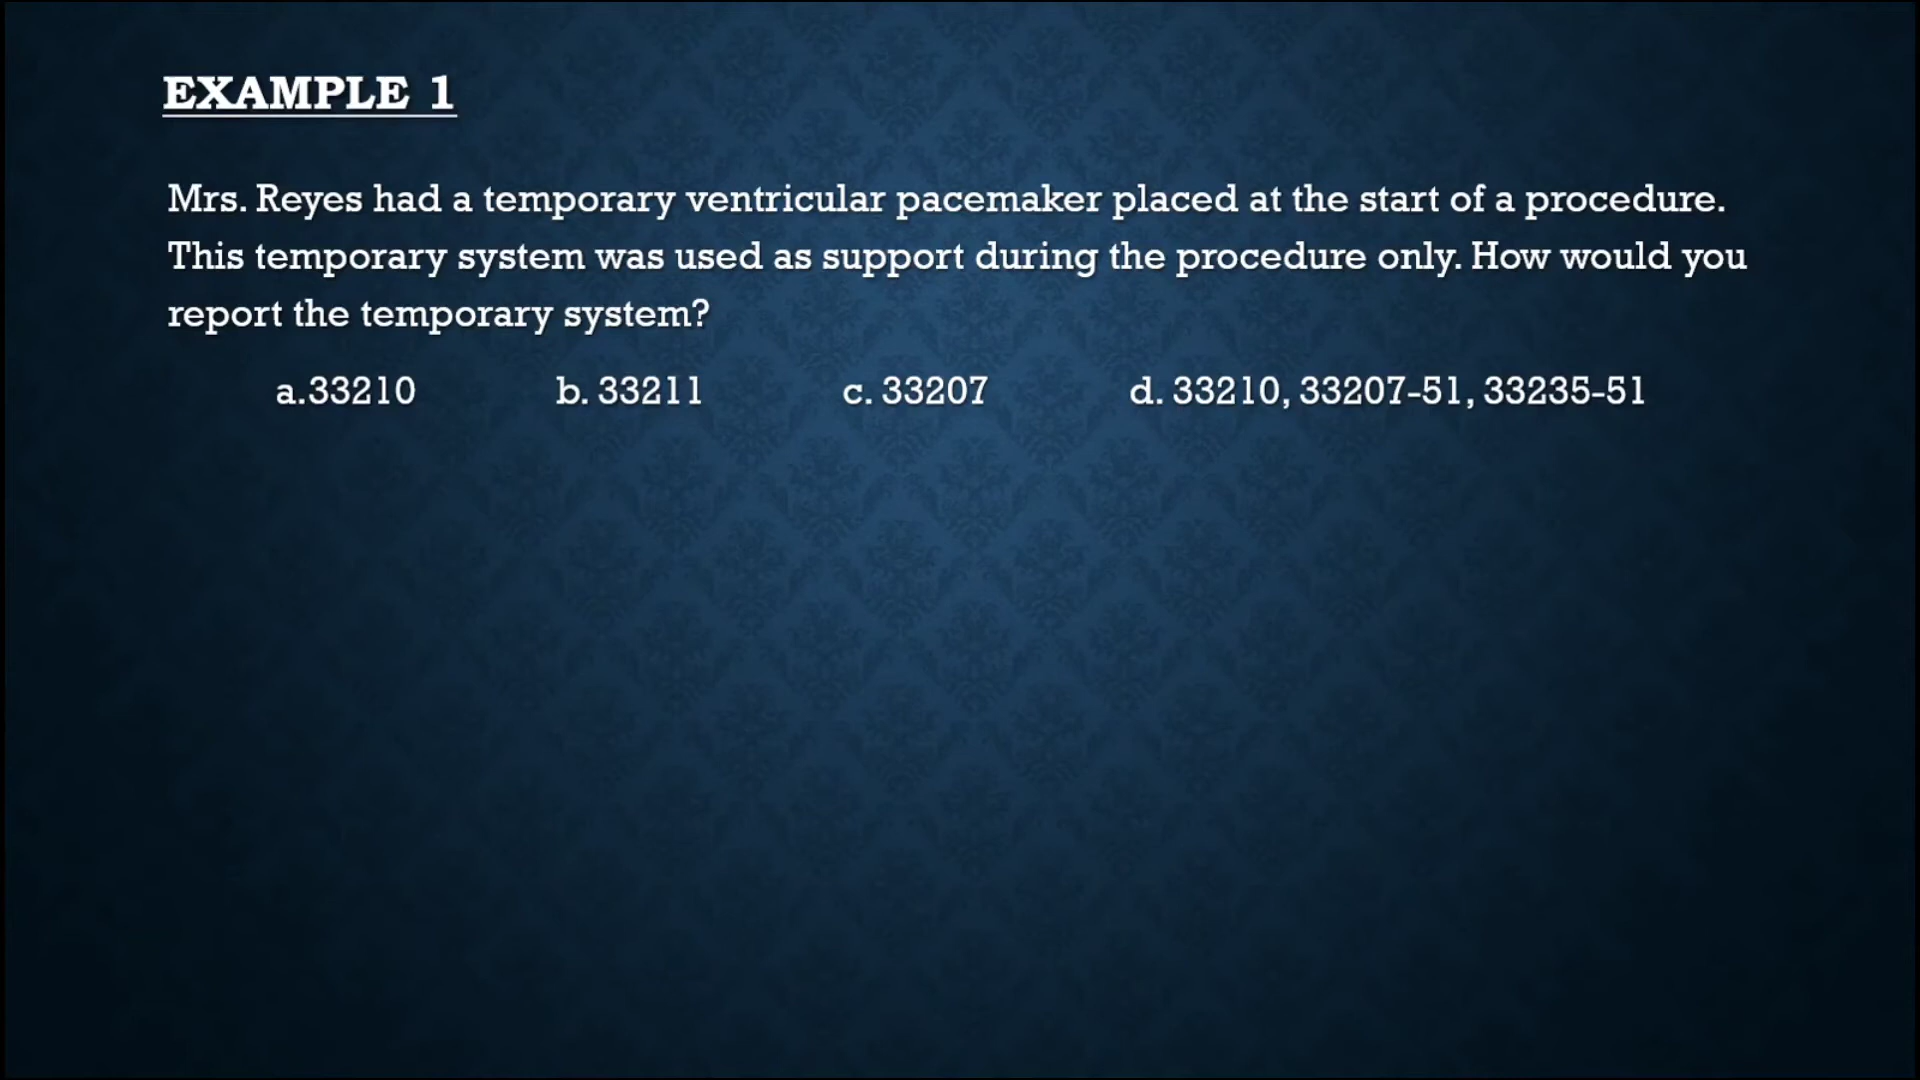 EXAMPLE 1
Mrs. Reyes had a temporary ventricular pacemaker placed at the start of a procedure.
This temporary system was used as support during the procedure only. How would you
report the temporary system?
a.33210 b. 33211 c. 33207 d. 33210, 33207-51, 33235-51